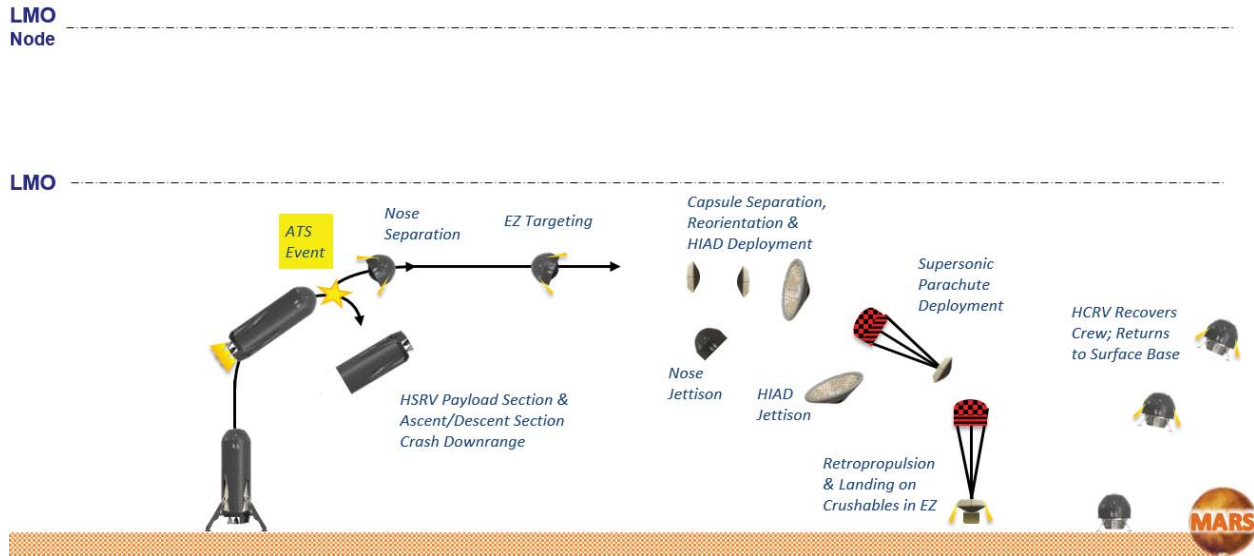 LMO
Node
LMO
ATS
Event
Nose
Separation
EZ Targeting
Capsule Separation,
Reorientation &
HIAD Deployment
Supersonic
Parachute
Deployment
HCRV Recovers
Crew; Returns
to Surface Base
HSRV Payload Section &
Ascent/Descent Section
Crash Downrange
Nose
Jettison
HIAD
Jettison
Retropropulsion
& Landing on
Crushables in EZ
MARS